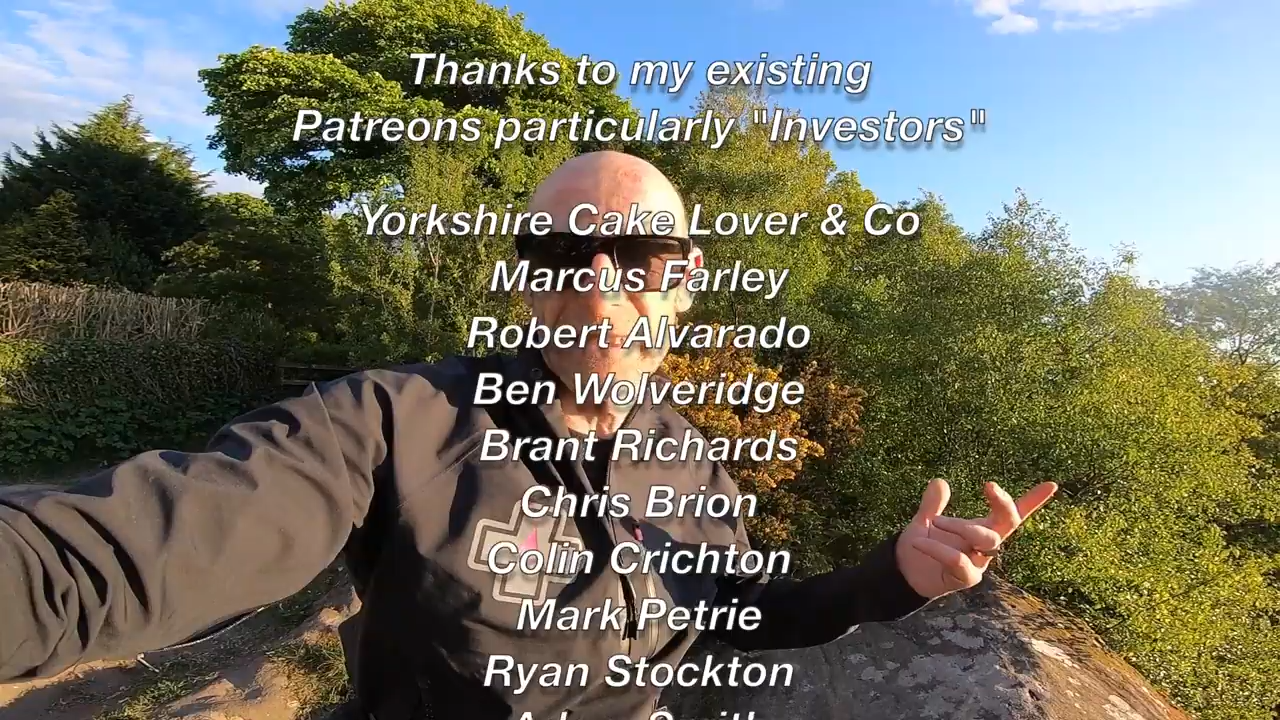 Thanks to my existing
Patreons particularly "Investors"
Yorkshire Cake Lover & Co
Marcus Farley
Robert Alvarado
Ben Wolveridge
Brant Richards
Chris Brion
Colin Crichton
Mark Petrie
Ryan Stockton